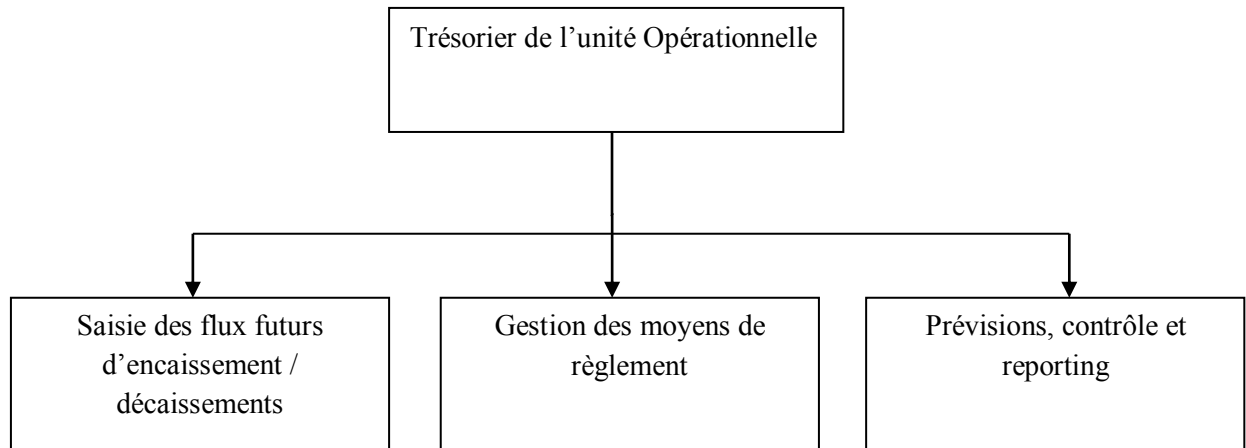 Trésorier de l’unité Opérationnelle
Saisie des flux futurs
d’encaissement /
décaissements
Gestion des moyens de
règlement
Prévisions, contrôle et
reporting